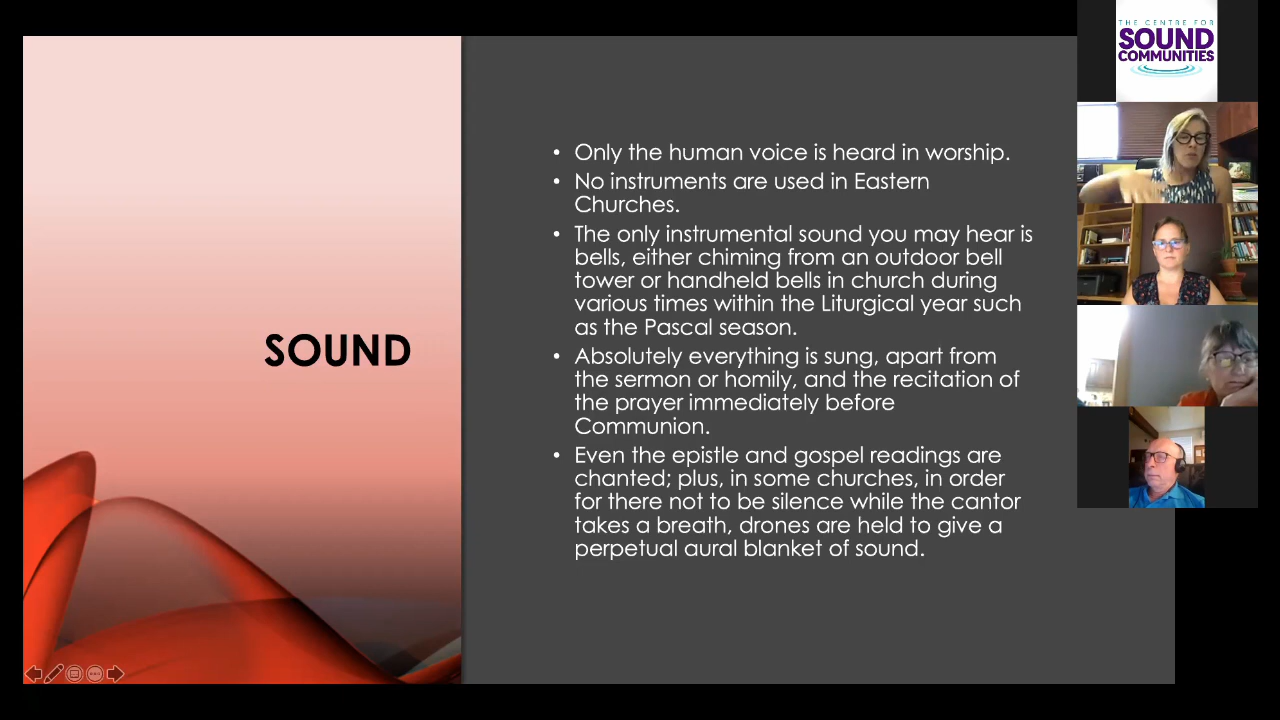 THE CENTRE FOR
SOUND
COMMUNITIES
SOUND
• Only the human voice is heard in worship.
• No instruments are used in Eastern
Churches.
• The only instrumental sound you may hear is
bells, either chiming from an outdoor bell
tower or handheld bells in church during
various times within the Liturgical year such
as the Pascal season.
• Absolutely everything is sung, apart from
the sermon or homily, and the recitation of
the prayer immediately before
Communion.
• Even the epistle and gospel readings are
chanted; plus, in some churches, in order
for there not to be silence while the cantor
takes a breath, drones are held to give a
perpetual aural blanket of sound.